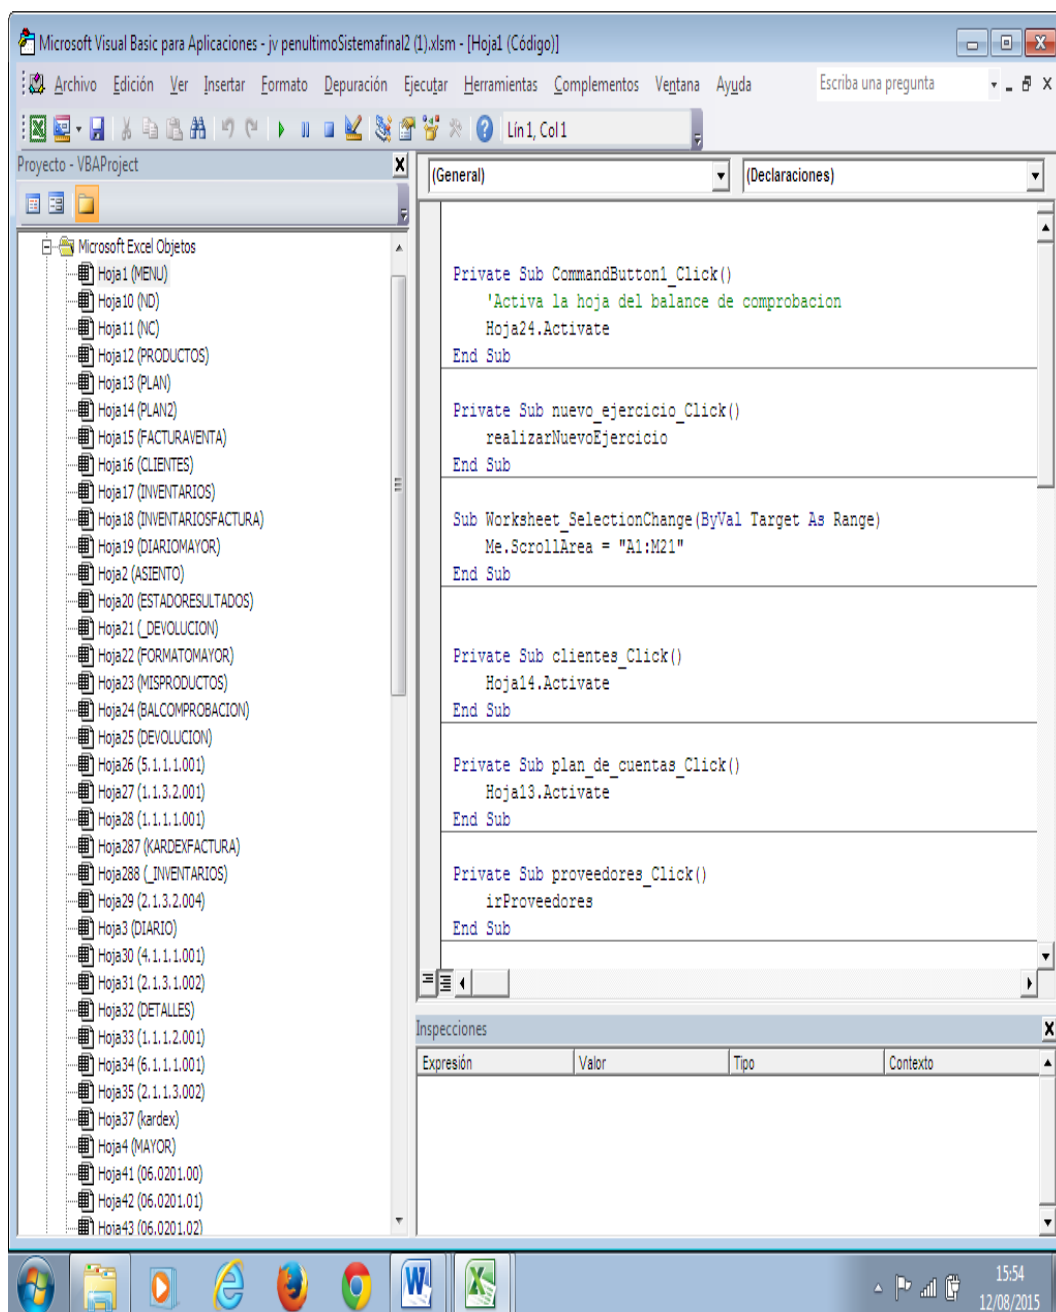 Microsoft Visual Basic para Aplicaciones - jv penultimoSistemafinal2 (1).xlsm - [Hoja1 (Código)]
Archivo Edición Ver Insertar Formato Depuración Ejecutar Herramientas Complementos Ventana Ayuda Escriba una pregunta
Lín 1, Col 1
Proyecto - VBAProject
Microsoft Excel Objetos
Hoja1 (MENU)
Hoja10 (ND)
Hoja11 (NC)
Hoja12 (PRODUCTOS)
Hoja13 (PLAN)
Hoja14 (PLAN2)
Hoja15 (FACTURAVENTA)
Hoja16 (CLIENTES)
Hoja17 (INVENTARIOS)
Hoja18 (INVENTARIOSFACTURA)
Hoja19 (DIARIOMAYOR)
Hoja2 (ASIENTO)
Hoja20 (ESTADORESULTADOS)
Hoja21 (_DEVOLUCION)
Hoja22 (FORMATOMAYOR)
Hoja23 (MISPRODUCTOS)
Hoja24 (BALCOMPROBACION)
Hoja25 (DEVOLUCION)
Hoja26 (5.1.1.1.001)
Hoja27 (1.1.3.2.001)
Hoja28 (1.1.1.1.001)
Hoja287 (KARDEXFACTURA)
Hoja288 (_INVENTARIOS)
Hoja29 (2.1.3.2.004)
Hoja3 (DIARIO)
Hoja30 (4.1.1.1.001)
Hoja31 (2.1.3.1.002)
Hoja32 (DETALLES)
Hoja33 (1.1.1.2.001)
Hoja34 (6.1.1.1.001)
Hoja35 (2.1.1.3.002)
Hoja37 (kardex)
Hoja4 (MAYOR)
Hoja41 (06.0201.00)
Hoja42 (06.0201.01)
Hoja43 (06.0201.02)
(General) (Declaraciones)
Private Sub CommandButton1_Click()
'Activa la hoja del balance de comprobacion
Hoja24.Activate
End Sub
Private Sub nuevo_ejercicio_Click()
realizarNuevoEjercicio
End Sub
Sub Worksheet_SelectionChange(ByVal Target As Range)
Me.ScrollArea = "A1:M21"
End Sub
Private Sub clientes_Click()
Hoja14.Activate
End Sub
Private Sub plan_de_cuentas_Click()
Hoja13.Activate
End Sub
Private Sub proveedores_Click()
irProveedores
End Sub
Inspecciones
Expresión Valor Tipo Contexto
15:54
12/08/2015